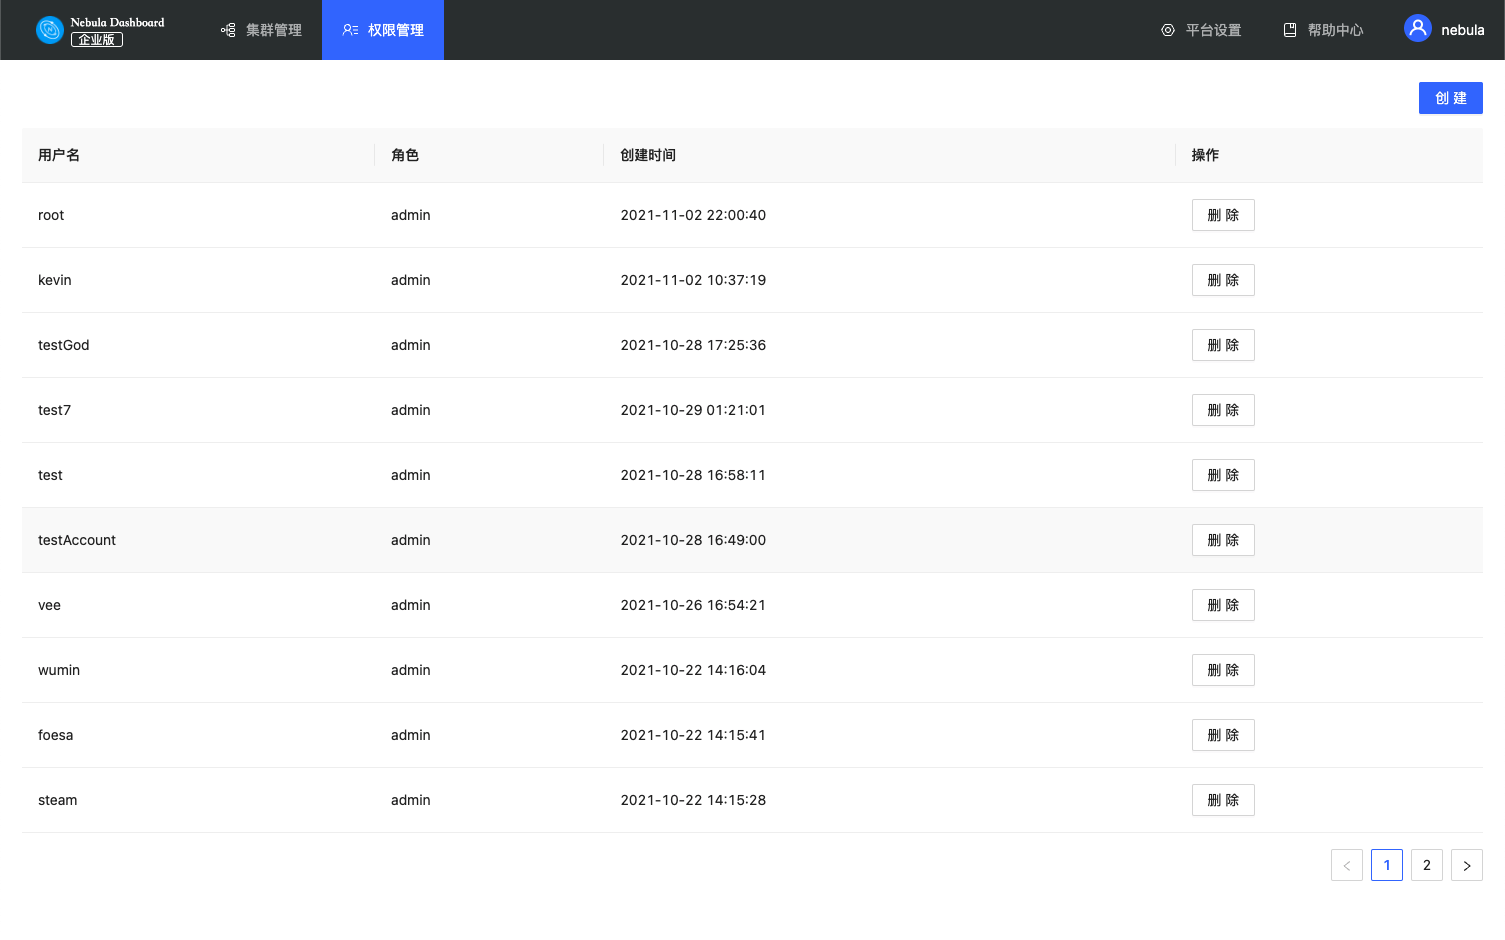 Nebula Dashboard
企业版
集群管理
权限管理
平台设置
帮助中心
nebula
创 建
用户名 角色 创建时间 操作
root admin 2021-11-02 22:00:40 删 除
kevin admin 2021-11-02 10:37:19 删 除
testGod admin 2021-10-28 17:25:36 删 除
test7 admin 2021-10-29 01:21:01 删 除
test admin 2021-10-28 16:58:11 删 除
testAccount admin 2021-10-28 16:49:00 删 除
vee admin 2021-10-26 16:54:21 删 除
wumin admin 2021-10-22 14:16:04 删 除
foesa admin 2021-10-22 14:15:41 删 除
steam admin 2021-10-22 14:15:28 删 除
< 1 2 >